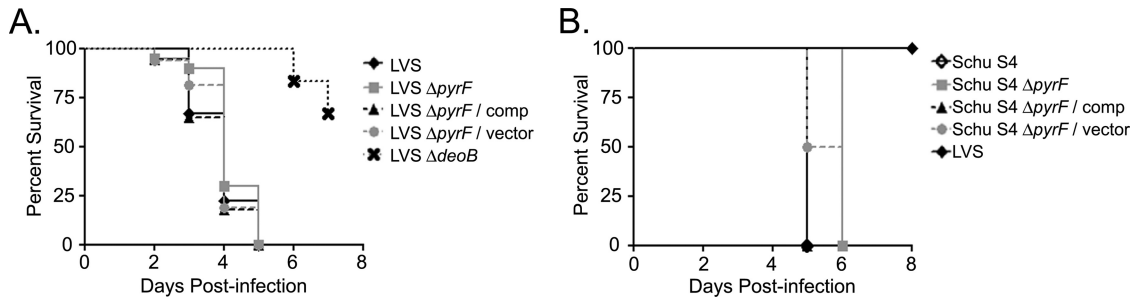 A.
Percent Survival
100
75
50
25
0
0 2 4 6 8
Days Post-infection
LVS
LVS ΔpyrF
LVS ΔpyrF / comp
LVS ΔpyrF / vector
LVS ΔdeoB
B.
Percent Survival
100
75
50
25
0
0 2 4 6 8
Days Post-infection
Schu S4
Schu S4 ΔpyrF
Schu S4 ΔpyrF / comp
Schu S4 ΔpyrF / vector
LVS